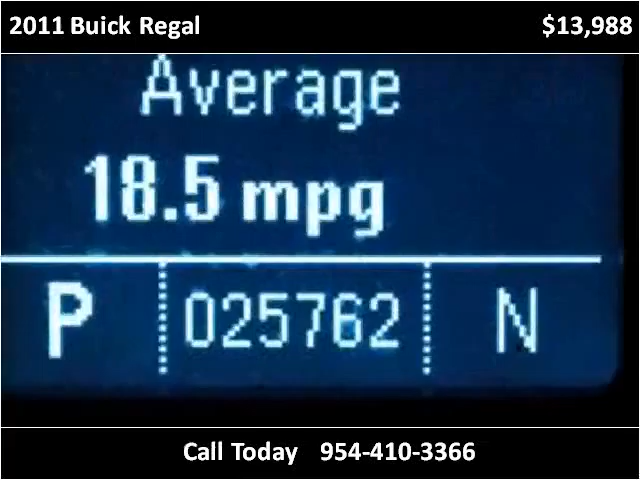 2011 Buick Regal $13,988
Average
18.5 mpg
P 025762 N
Call Today 954-410-3366